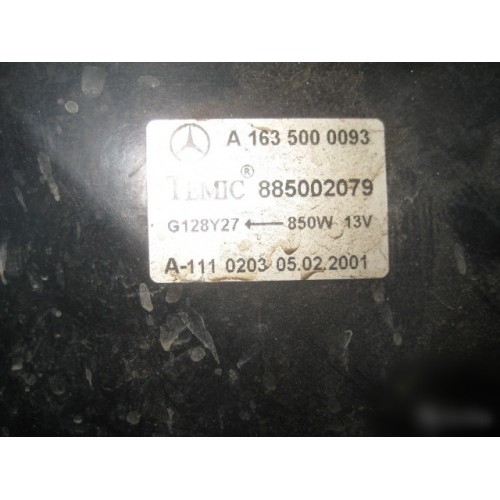 A 163 500 0093
TEMIC® 885002079
G128Y27 ← 850W 13V
A-111 0203 05.02.2001